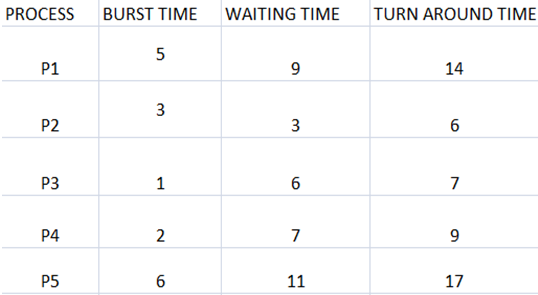 PROCESS BURST TIME WAITING TIME TURN AROUND TIME
P1 5 9 14
P2 3 3 6
P3 1 6 7
P4 2 7 9
P5 6 11 17